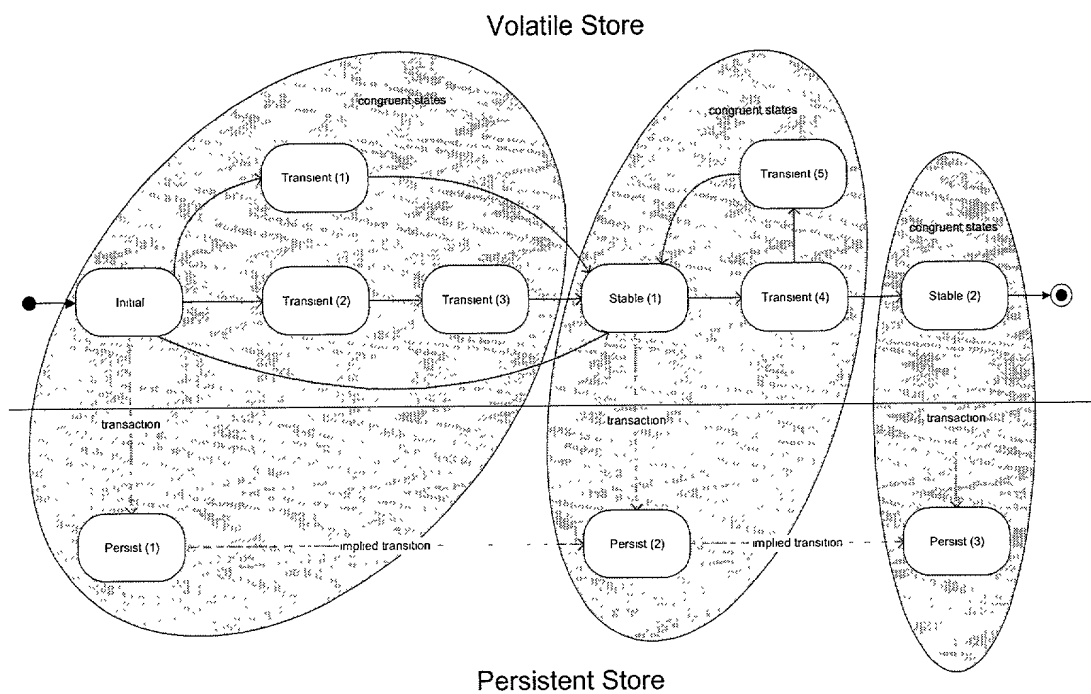 Volatile Store
congruent states
congruent states
Transient (1)
Transient (5)
congruent states
Initial
Transient (2)
Transient (3)
Stable (1)
Transient (4)
Stable (2)
transaction
transaction
transaction
Persist (1)
implied transition
Persist (2)
implied transition
Persist (3)
Persistent Store